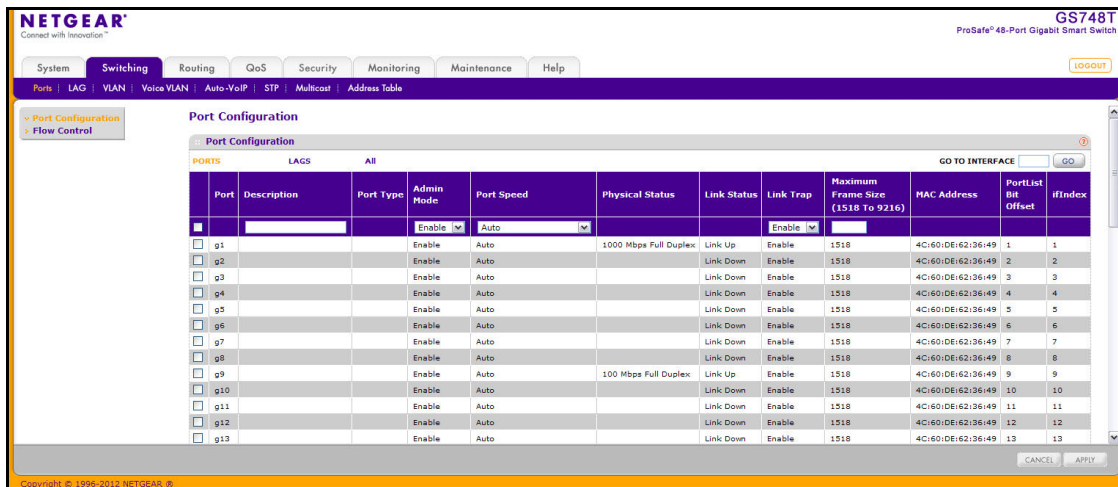 NETGEAR®
Connect with Innovation™
GS748T
ProSafe® 48-Port Gigabit Smart Switch
System Switching Routing QoS Security Monitoring Maintenance Help LOGOUT
Ports | LAG | VLAN | Voice VLAN | Auto-VoIP | STP | Multicast | Address Table
Port Configuration
Flow Control
Port Configuration
Port Configuration
PORTS LAGS All GO TO INTERFACE GO
Port Description Port Type Admin Mode Port Speed Physical Status Link Status Link Trap Maximum Frame Size (1518 To 9216) MAC Address PortList Bit Offset ifIndex
Enable Auto Enable
g1 Enable Auto 1000 Mbps Full Duplex Link Up Enable 1518 4C:60:DE:62:36:49 1 1
g2 Enable Auto Link Down Enable 1518 4C:60:DE:62:36:49 2 2
g3 Enable Auto Link Down Enable 1518 4C:60:DE:62:36:49 3 3
g4 Enable Auto Link Down Enable 1518 4C:60:DE:62:36:49 4 4
g5 Enable Auto Link Down Enable 1518 4C:60:DE:62:36:49 5 5
g6 Enable Auto Link Down Enable 1518 4C:60:DE:62:36:49 6 6
g7 Enable Auto Link Down Enable 1518 4C:60:DE:62:36:49 7 7
g8 Enable Auto Link Down Enable 1518 4C:60:DE:62:36:49 8 8
g9 Enable Auto 100 Mbps Full Duplex Link Up Enable 1518 4C:60:DE:62:36:49 9 9
g10 Enable Auto Link Down Enable 1518 4C:60:DE:62:36:49 10 10
g11 Enable Auto Link Down Enable 1518 4C:60:DE:62:36:49 11 11
g12 Enable Auto Link Down Enable 1518 4C:60:DE:62:36:49 12 12
g13 Enable Auto Link Down Enable 1518 4C:60:DE:62:36:49 13 13
CANCEL APPLY
Copyright © 1996-2012 NETGEAR ®